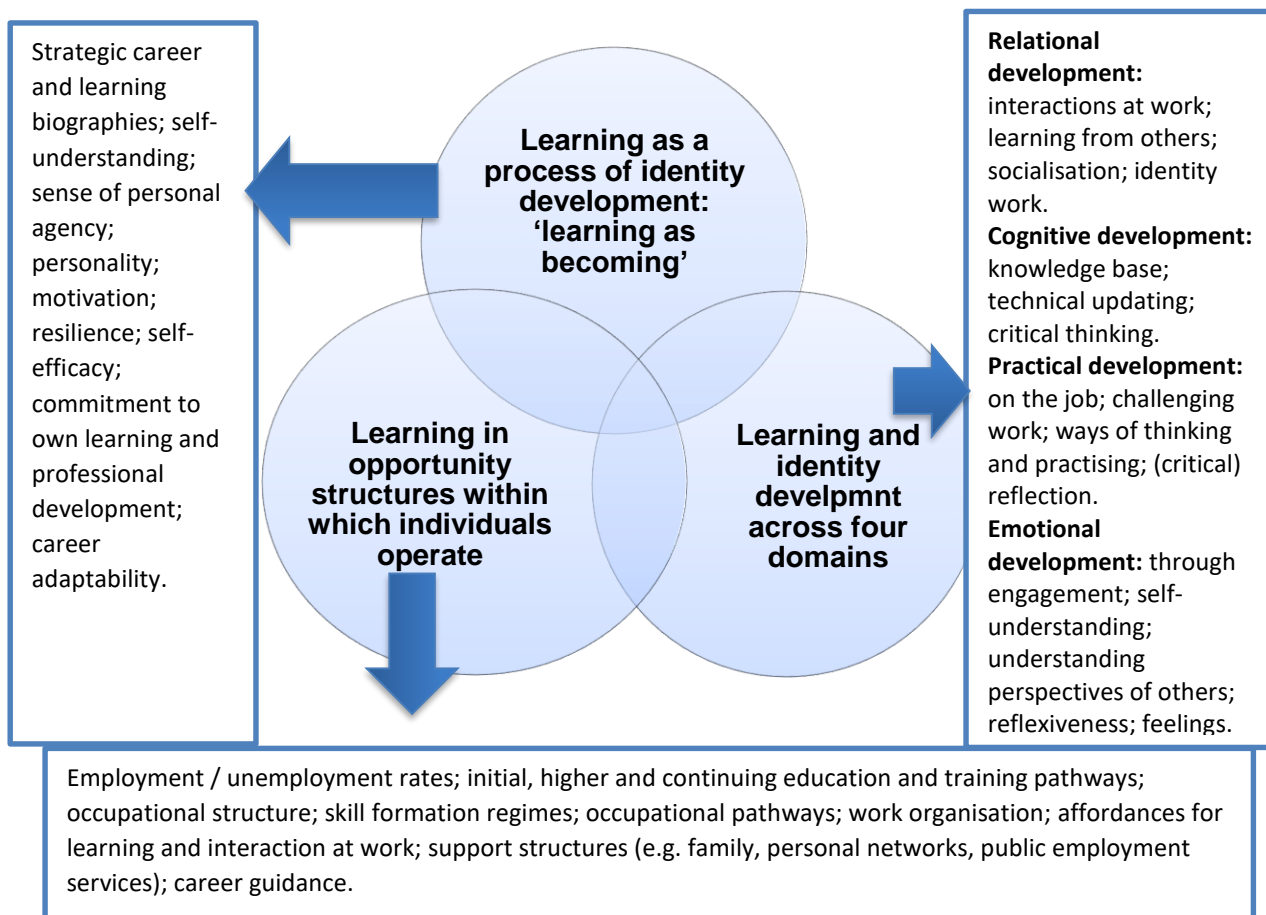 Strategic career
and learning
biographies; self-
understanding;
sense of personal
agency;
personality;
motivation;
resilience; self-
efficacy;
commitment to
own learning and
professional
development;
career
adaptability.
Learning as a
process of identity
development:
‘learning as
becoming’
Learning in
opportunity
structures within
which individuals
operate
Learning and
identity
develpmnt
across four
domains
Relational
development:
interactions at work;
learning from others;
socialisation; identity
work.
Cognitive development:
knowledge base;
technical updating;
critical thinking.
Practical development:
on the job; challenging
work; ways of thinking
and practising; (critical)
reflection.
Emotional
development: through
engagement; self-
understanding;
understanding
perspectives of others;
reflexiveness; feelings.
Employment / unemployment rates; initial, higher and continuing education and training pathways;
occupational structure; skill formation regimes; occupational pathways; work organisation; affordances for
learning and interaction at work; support structures (e.g. family, personal networks, public employment
services); career guidance.